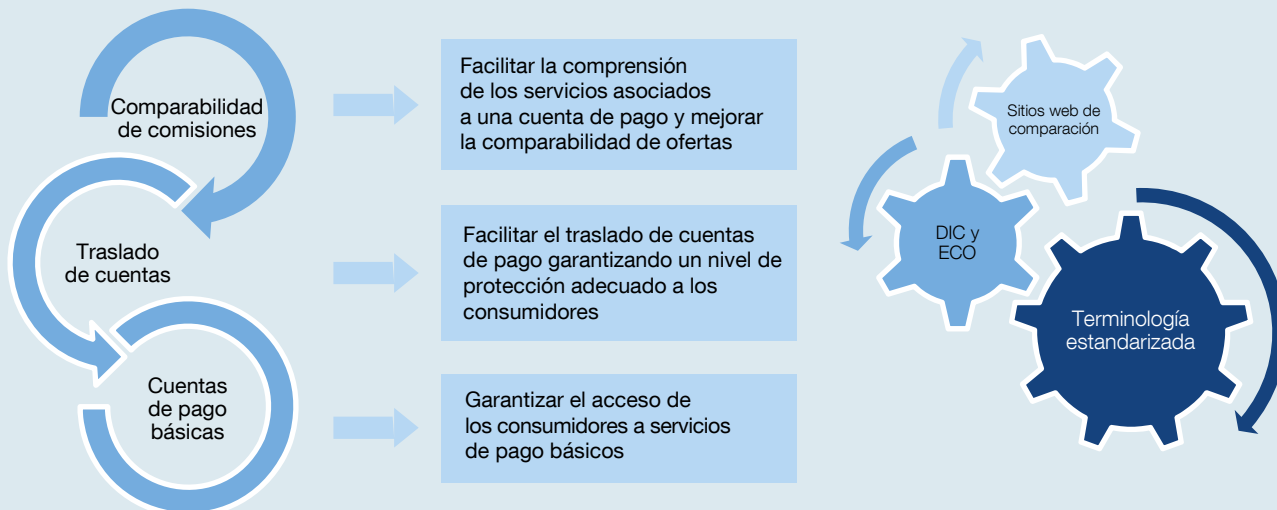 Comparabilidad
de comisiones
Facilitar la comprensión
de los servicios asociados
a una cuenta de pago y mejorar
la comparabilidad de ofertas
Traslado
de cuentas
Facilitar el traslado de cuentas
de pago garantizando un nivel de
protección adecuado a los
consumidores
Cuentas
de pago
básicas
Garantizar el acceso de
los consumidores a servicios
de pago básicos
Sitios web de
comparación
DIC y
ECO
Terminología
estandarizada